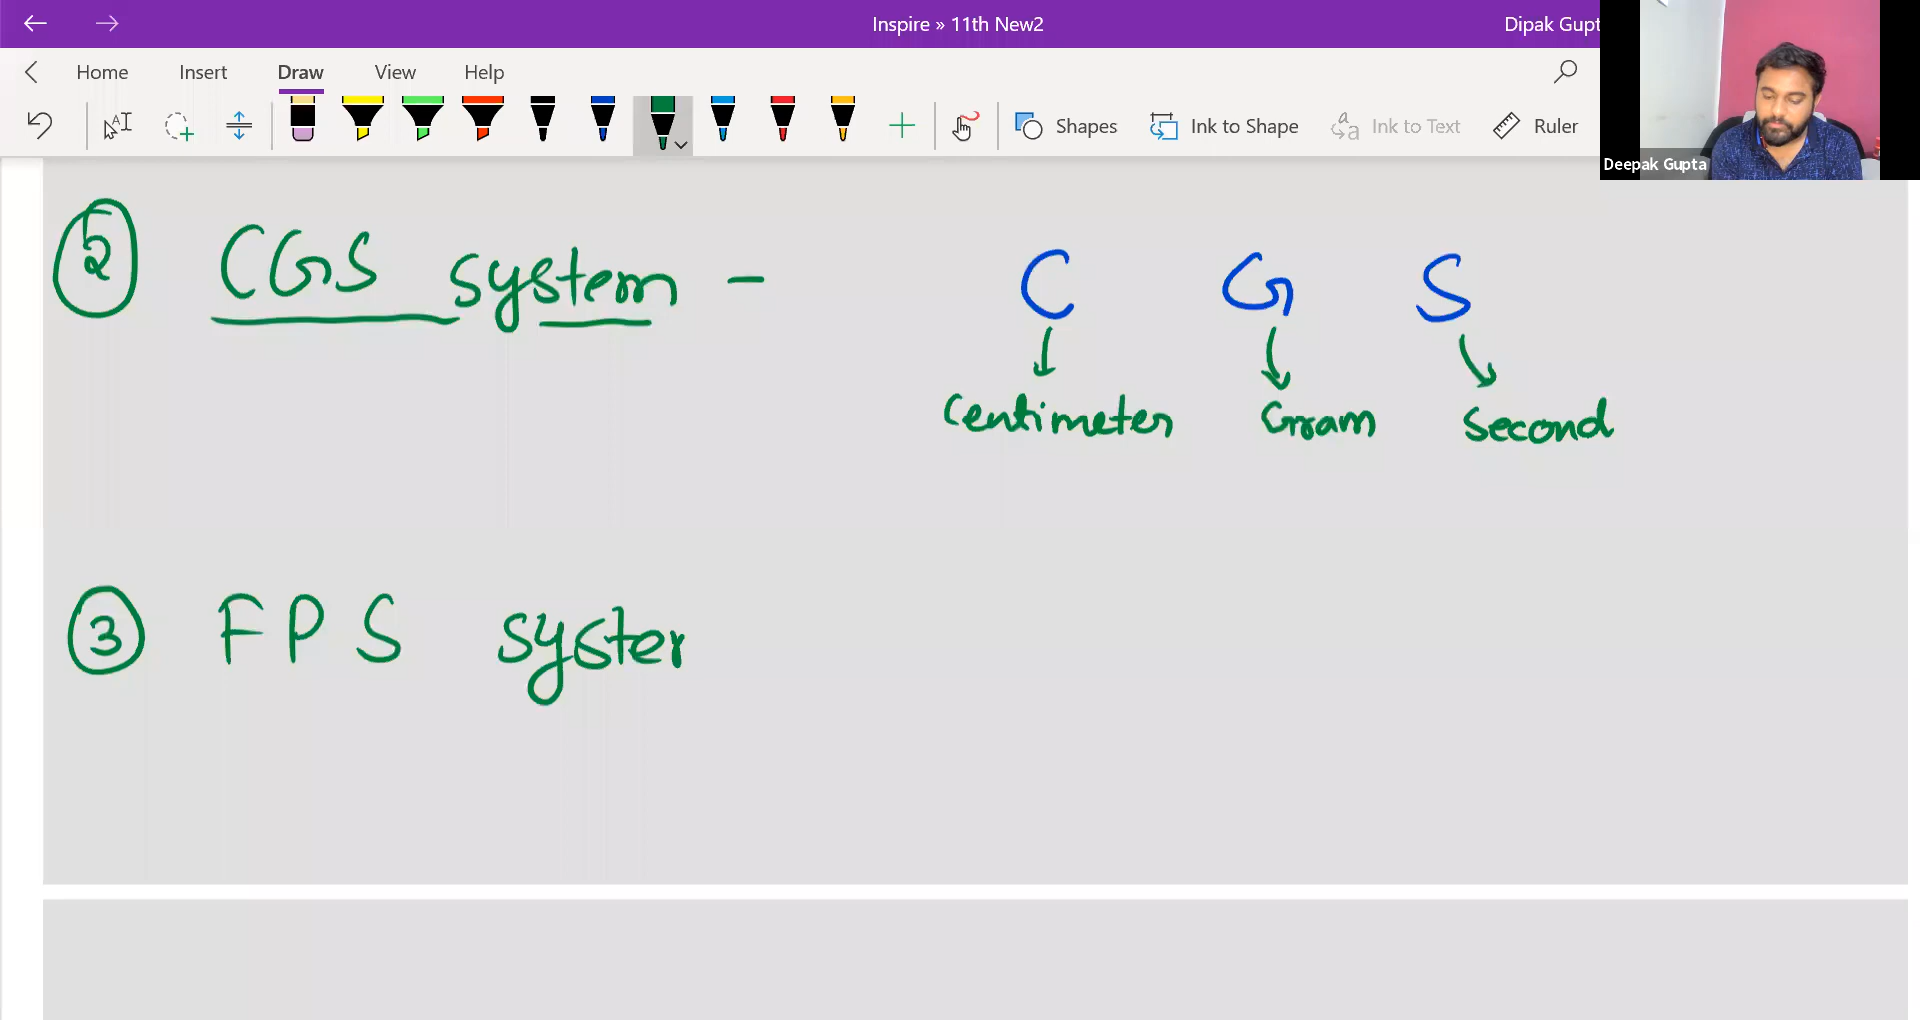 Inspire » 11th New2
Dipak Gupt
Home Insert Draw View Help
Shapes Ink to Shape Ink to Text Ruler
Deepak Gupta
2 CGS system - C G S
Centimeter Gram Second
3 F P S syster